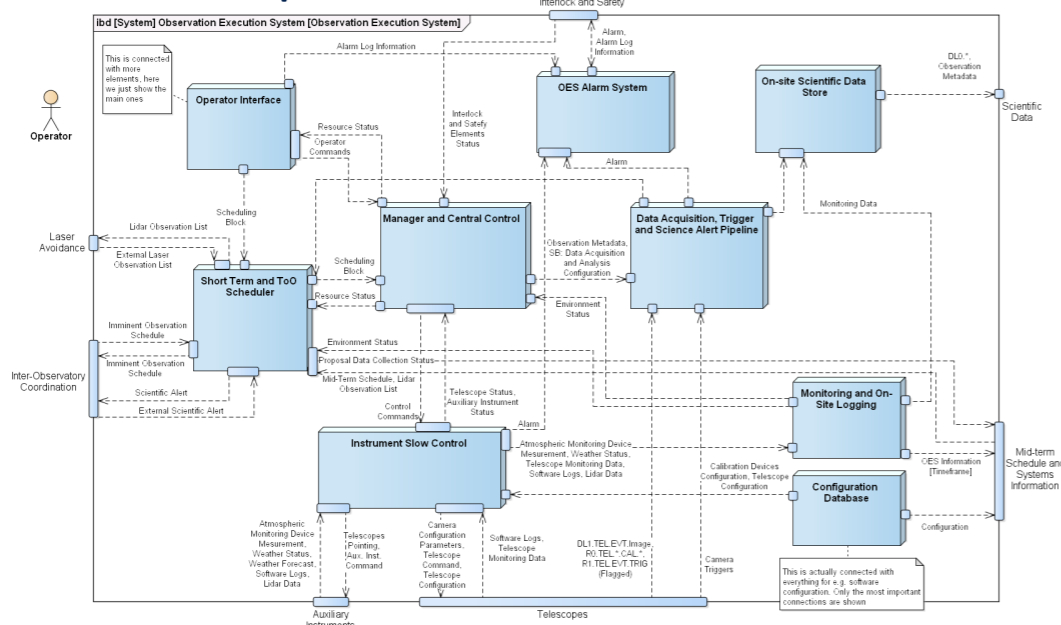 Interlock and Safety
ibd [System] Observation Execution System [Observation Execution System]
This is connected
with more
elements, here
we just show the
main ones
Alarm Log Information
Alarm,
Alarm Log
Information
DL0.*,
Observation
Metadata
Operator
Operator Interface
OES Alarm System
On-site Scientific Data
Store
Scientific
Data
Resource Status
Operator
Commands
Interlock
and Satefy
Elements
Status
Alarm
Monitoring Data
Scheduling
Block
Manager and Central Control
Data Acquisition, Trigger
and Science Alert Pipeline
Laser
Avoidance
Lidar Observation List
External Laser
Observation List
Short Term and ToO
Scheduler
Scheduling
Block
Resource Status
Observation Metadata,
SB: Data Acquisition
and Analysis
Configuration
Environment
Status
Imminent Observation
Schedule
Imminent Observation
Schedule
Inter-Observatory
Coordination
Scientific Alert
External Scientific Alert
Environment Status
Proposal Data Collection Status
Mid-Term Schedule, Lidar
Observation List
Control
Commands
Telescope Status,
Auxiliary Instrument
Status
Alarm
Monitoring and On-
Site Logging
Instrument Slow Control
Atmospheric Monitoring Device
Mesurement, Weather Status,
Telescope Monitoring Data,
Software Logs, Lidar Data
OES Information
[Timeframe]
Mid-term
Schedule and
Systems
Information
Calibration Devices
Configuration, Telescope
Configuration
Configuration
Database
Configuration
Atmospheric
Monitoring Device
Mesurement,
Weather Status,
Weather Forecast,
Software Logs,
Lidar Data
Telescopes
Pointing,
Aux. Inst.
Command
Camera
Configuration
Parameters,
Telescope
Command,
Telescope
Configuration
Software Logs,
Telescope
Monitoring Data
DL1.TEL.EVT.Image,
R0.TEL.*.CAL.*,
R1.TEL.EVT.TRIG
(Flagged)
Camera
Triggers
This is actually connected with
everything for e.g. software
configuration. Only the most important
connections are shown
Auxiliary
Instruments
Telescopes